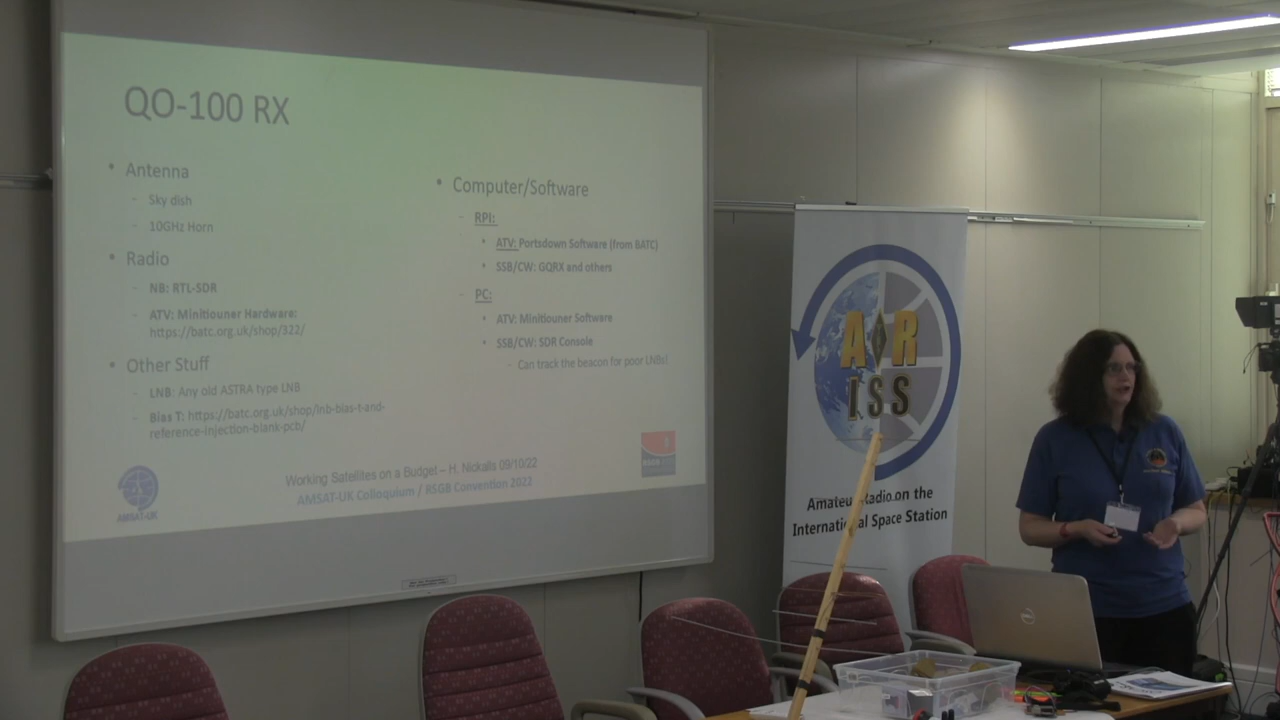 QO-100 RX
• Antenna
- Sky dish
- 10GHz Horn
• Radio
- NB: RTL-SDR
- ATV: Minitiouner Hardware:
https://batc.org.uk/shop/322/
• Other Stuff
- LNB: Any old ASTRA type LNB
- Bias T: https://batc.org.uk/shop/lnb-bias-t-and-
reference-injection-blank-pcb/
• Computer/Software
- RPI:
• ATV: Portsdown Software (from BATC)
• SSB/CW: GQRX and others
- PC:
• ATV: Minitiouner Software
• SSB/CW: SDR Console
- Can track the beacon for poor LNBs!
Working Satellites on a Budget – H. Nickalls 09/10/22
AMSAT-UK Colloquium / RSGB Convention 2022
AMSAT-UK
RSGB
AR
ISS
Amateur Radio on the
International Space Station
DELL